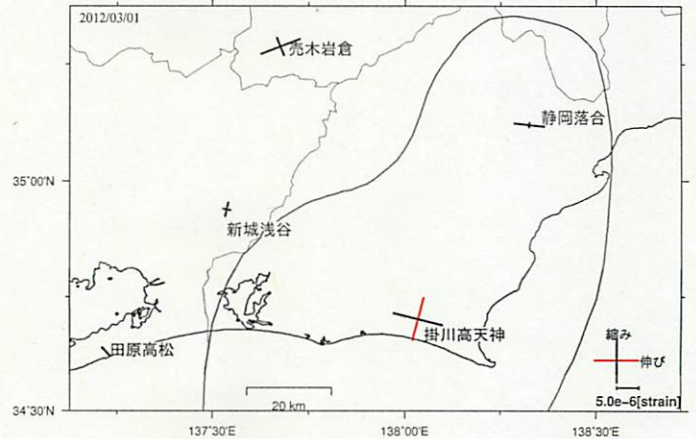 2012/03/01
売木岩倉
静岡落合
35°00'N
新城浅谷
掛川高天神
田原高松
縮み
伸び
5.0e-6[strain]
20 km
34°30'N
137°30'E
138°00'E
138°30'E